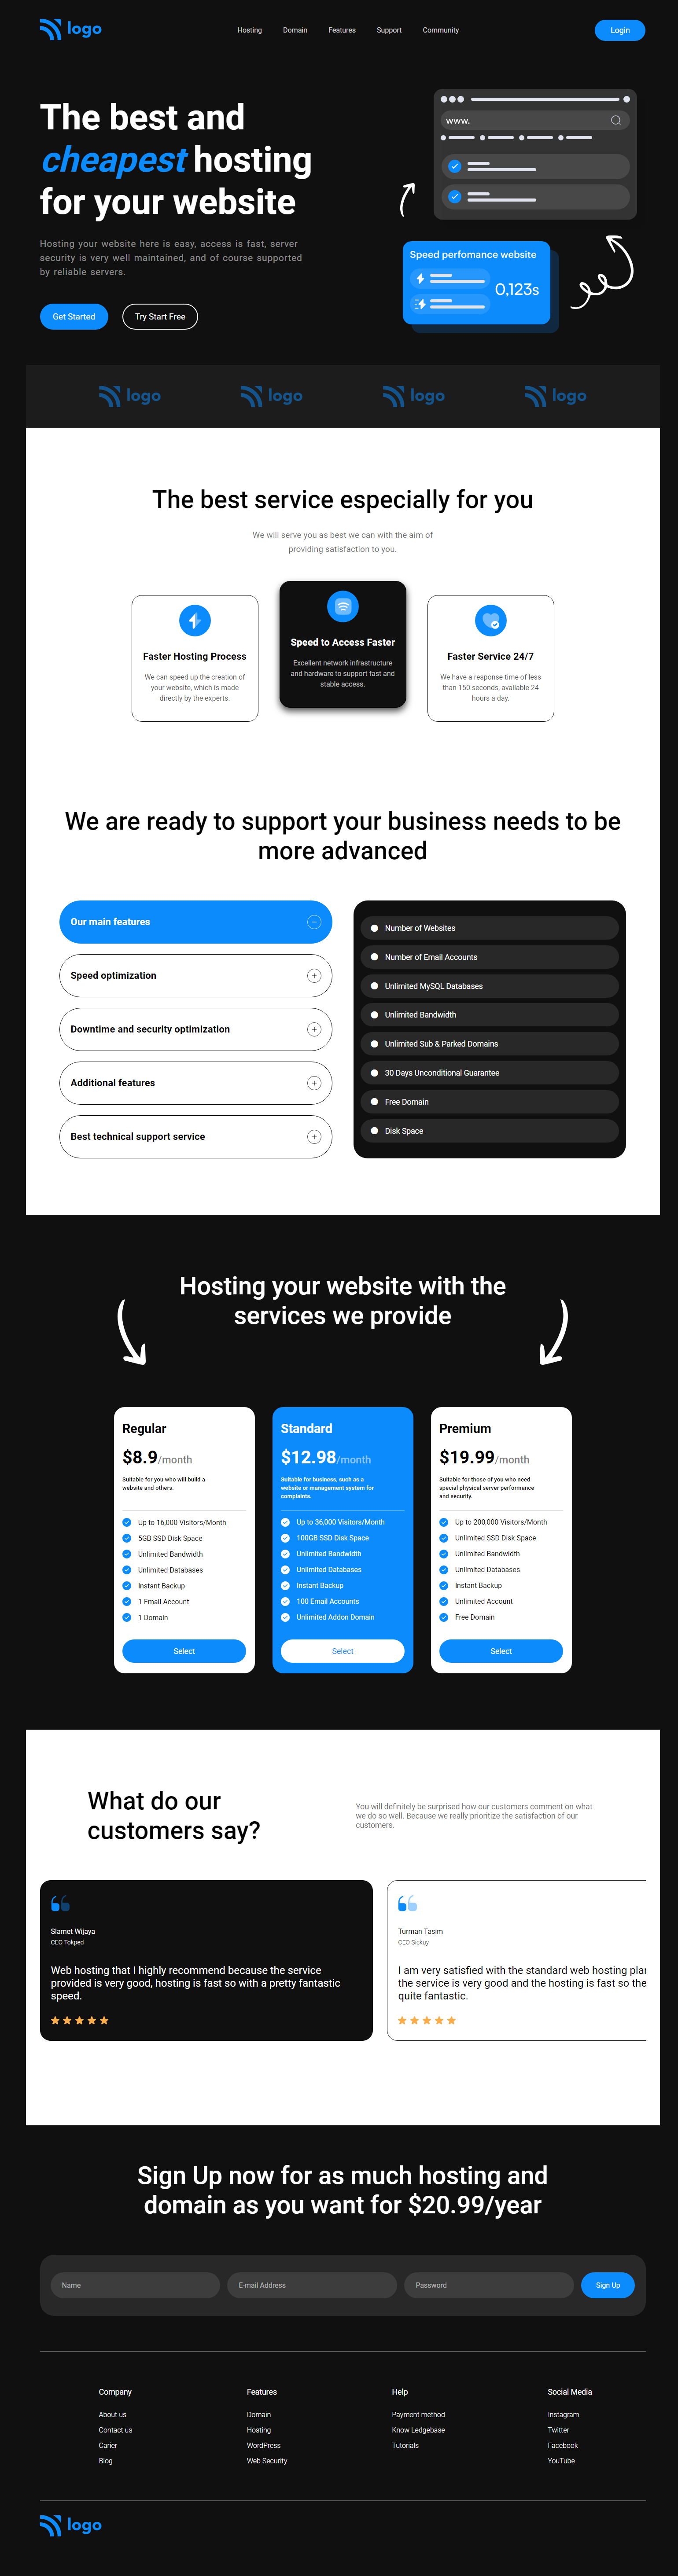 logo
Hosting Domain Features Support Community
Login
The best and
cheapest hosting
for your website
Hosting your website here is easy, access is fast, server
security is very well maintained, and of course supported
by reliable servers.
Get Started
Try Start Free
www.
Speed perfomance website
0,123s
logo logo logo logo
The best service especially for you
We will serve you as best we can with the aim of
providing satisfaction to you.
Faster Hosting Process
We can speed up the creation of
your website, which is made
directly by the experts.
Speed to Access Faster
Excellent network infrastructure
and hardware to support fast and
stable access.
Faster Service 24/7
We have a response time of less
than 150 seconds, available 24
hours a day.
We are ready to support your business needs to be
more advanced
Our main features
Speed optimization
Downtime and security optimization
Additional features
Best technical support service
Number of Websites
Number of Email Accounts
Unlimited MySQL Databases
Unlimited Bandwidth
Unlimited Sub & Parked Domains
30 Days Unconditional Guarantee
Free Domain
Disk Space
Hosting your website with the
services we provide
Regular
$8.9/month
Suitable for you who will build a
website and others.
Up to 16,000 Visitors/Month
5GB SSD Disk Space
Unlimited Bandwidth
Unlimited Databases
Instant Backup
1 Email Account
1 Domain
Select
Standard
$12.98/month
Suitable for business, such as a
website or management system for
complaints.
Up to 36,000 Visitors/Month
100GB SSD Disk Space
Unlimited Bandwidth
Unlimited Databases
Instant Backup
100 Email Accounts
Unlimited Addon Domain
Select
Premium
$19.99/month
Suitable for those of you who need
special physical server performance
and security.
Up to 200,000 Visitors/Month
Unlimited SSD Disk Space
Unlimited Bandwidth
Unlimited Databases
Instant Backup
Unlimited Account
Free Domain
Select
What do our
customers say?
You will definitely be surprised how our customers comment on what
we do so well. Because we really prioritize the satisfaction of our
customers.
Slamet Wijaya
CEO Tokped
Web hosting that I highly recommend because the service
provided is very good, hosting is fast so with a pretty fantastic
speed.
Turman Tasim
CEO Sickuy
I am very satisfied with the standard web hosting plan
the service is very good and the hosting is fast so the
quite fantastic.
Sign Up now for as much hosting and
domain as you want for $20.99/year
Name
E-mail Address
Password
Sign Up
Company
About us
Contact us
Carier
Blog
Features
Domain
Hosting
WordPress
Web Security
Help
Payment method
Know Ledgebase
Tutorials
Social Media
Instagram
Twitter
Facebook
YouTube
logo